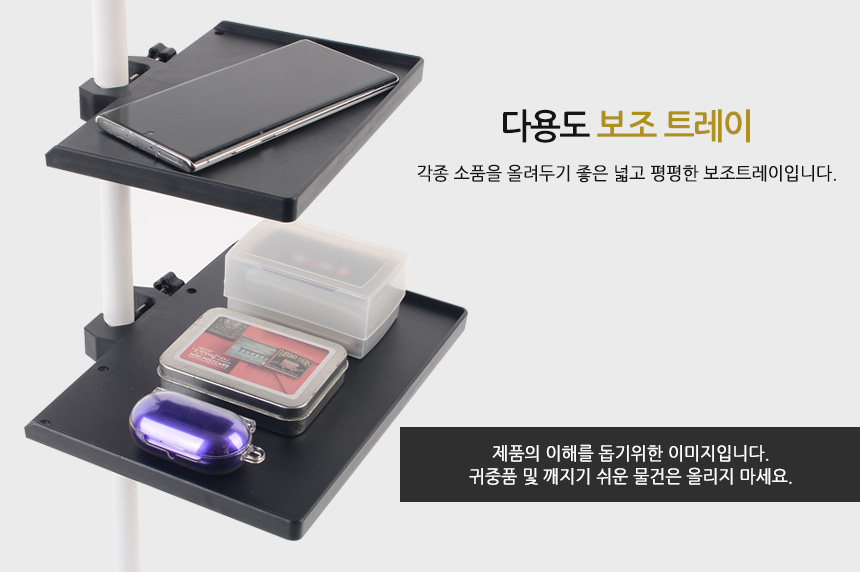 다용도 보조 트레이
각종 소품을 올려두기 좋은 넓고 평평한 보조트레이입니다.
제품의 이해를 돕기위한 이미지입니다.
귀중품 및 깨지기 쉬운 물건은 올리지 마세요.